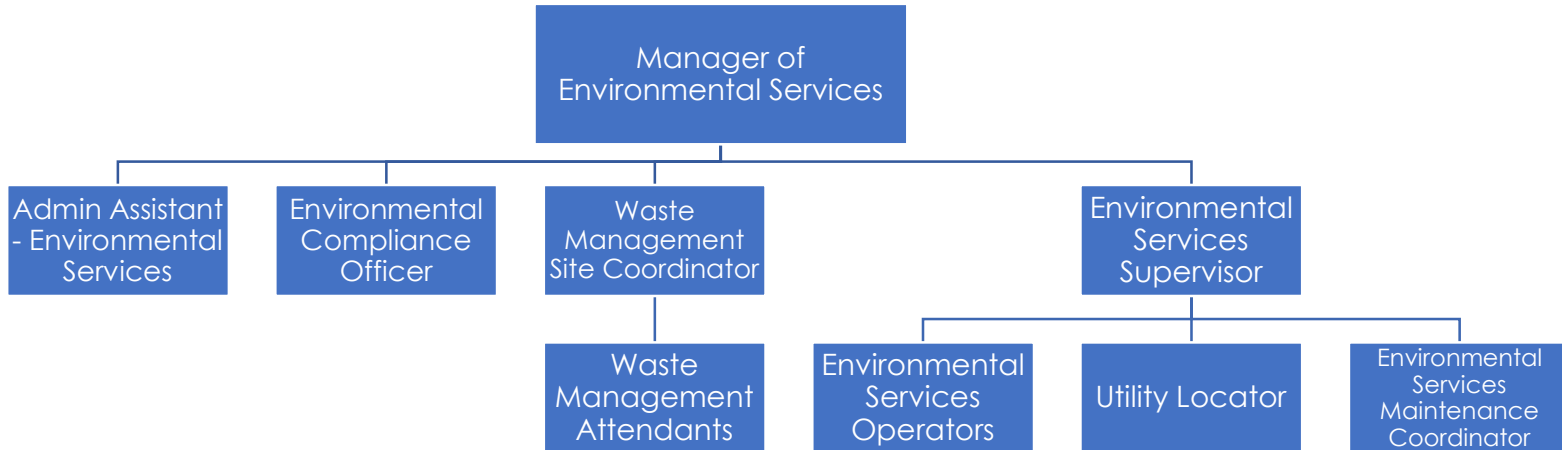 Manager of
Environmental Services
Admin Assistant
- Environmental
Services
Environmental
Compliance
Officer
Waste
Management
Site Coordinator
Environmental
Services
Supervisor
Waste
Management
Attendants
Environmental
Services
Operators
Utility Locator
Environmental
Services
Maintenance
Coordinator